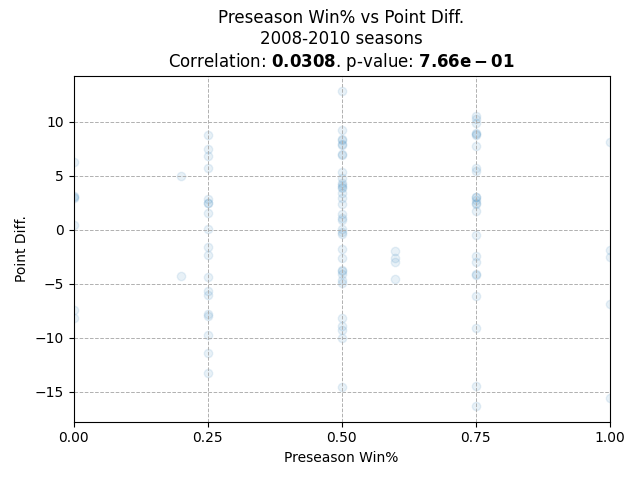 Preseason Win% vs Point Diff.
2008-2010 seasons
Correlation: 0.0308. p-value: 7.66e−01
10
5
0
−5
−10
−15
Point Diff.
0.00 0.25 0.50 0.75 1.00
Preseason Win%